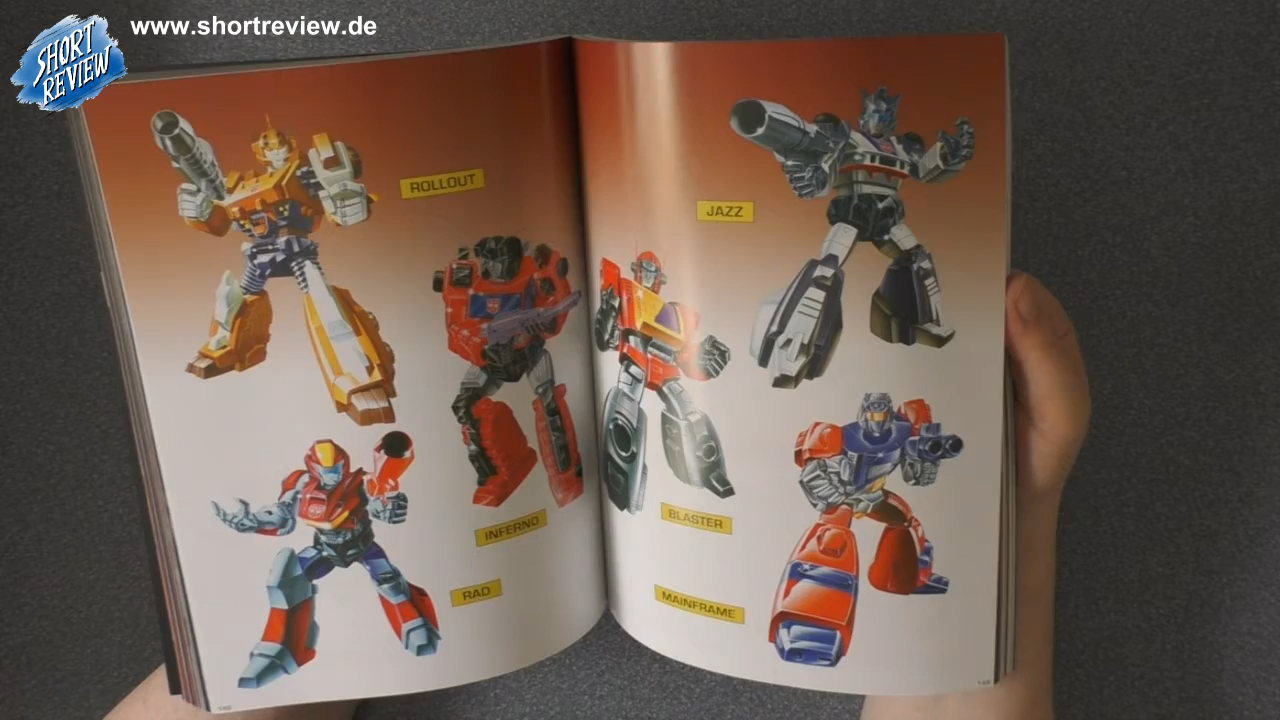 SHORT
REVIEW
www.shortreview.de
ROLLOUT
JAZZ
INFERNO
BLASTER
RAD
MAINFRAME